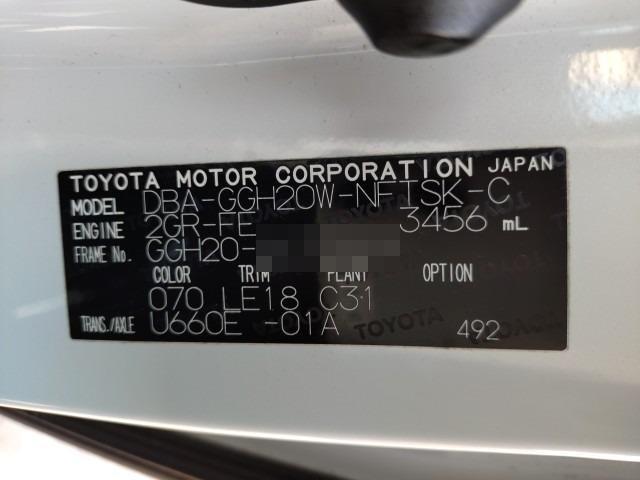 TOYOTA MOTOR CORPORATION JAPAN
MODEL DBA-GGH20W-NFTSK-C
ENGINE 2GR-FE 3456 mL
FRAME No. GGH20-
COLOR TRIM PLANT OPTION
070 LE18 C31
TRANS./AXLE U660E -01A 492
TOYOTA